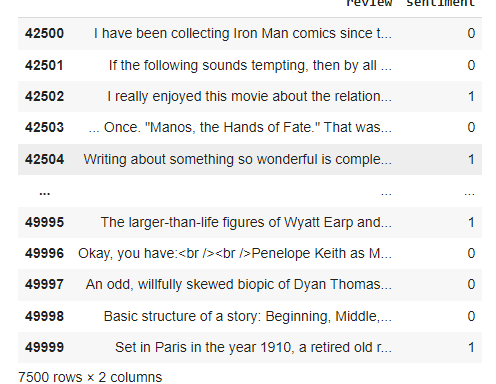 review sentiment
42500 I have been collecting Iron Man comics since t... 0
42501 If the following sounds tempting, then by all ... 0
42502 I really enjoyed this movie about the relation... 1
42503 ... Once. "Manos, the Hands of Fate." That was... 0
42504 Writing about something so wonderful is comple... 1
... ... ...
49995 The larger-than-life figures of Wyatt Earp and... 1
49996 Okay, you have:<br /><br />Penelope Keith as M... 0
49997 An odd, willfully skewed biopic of Dyan Thomas... 0
49998 Basic structure of a story: Beginning, Middle,... 0
49999 Set in Paris in the year 1910, a retired old r... 1
7500 rows × 2 columns